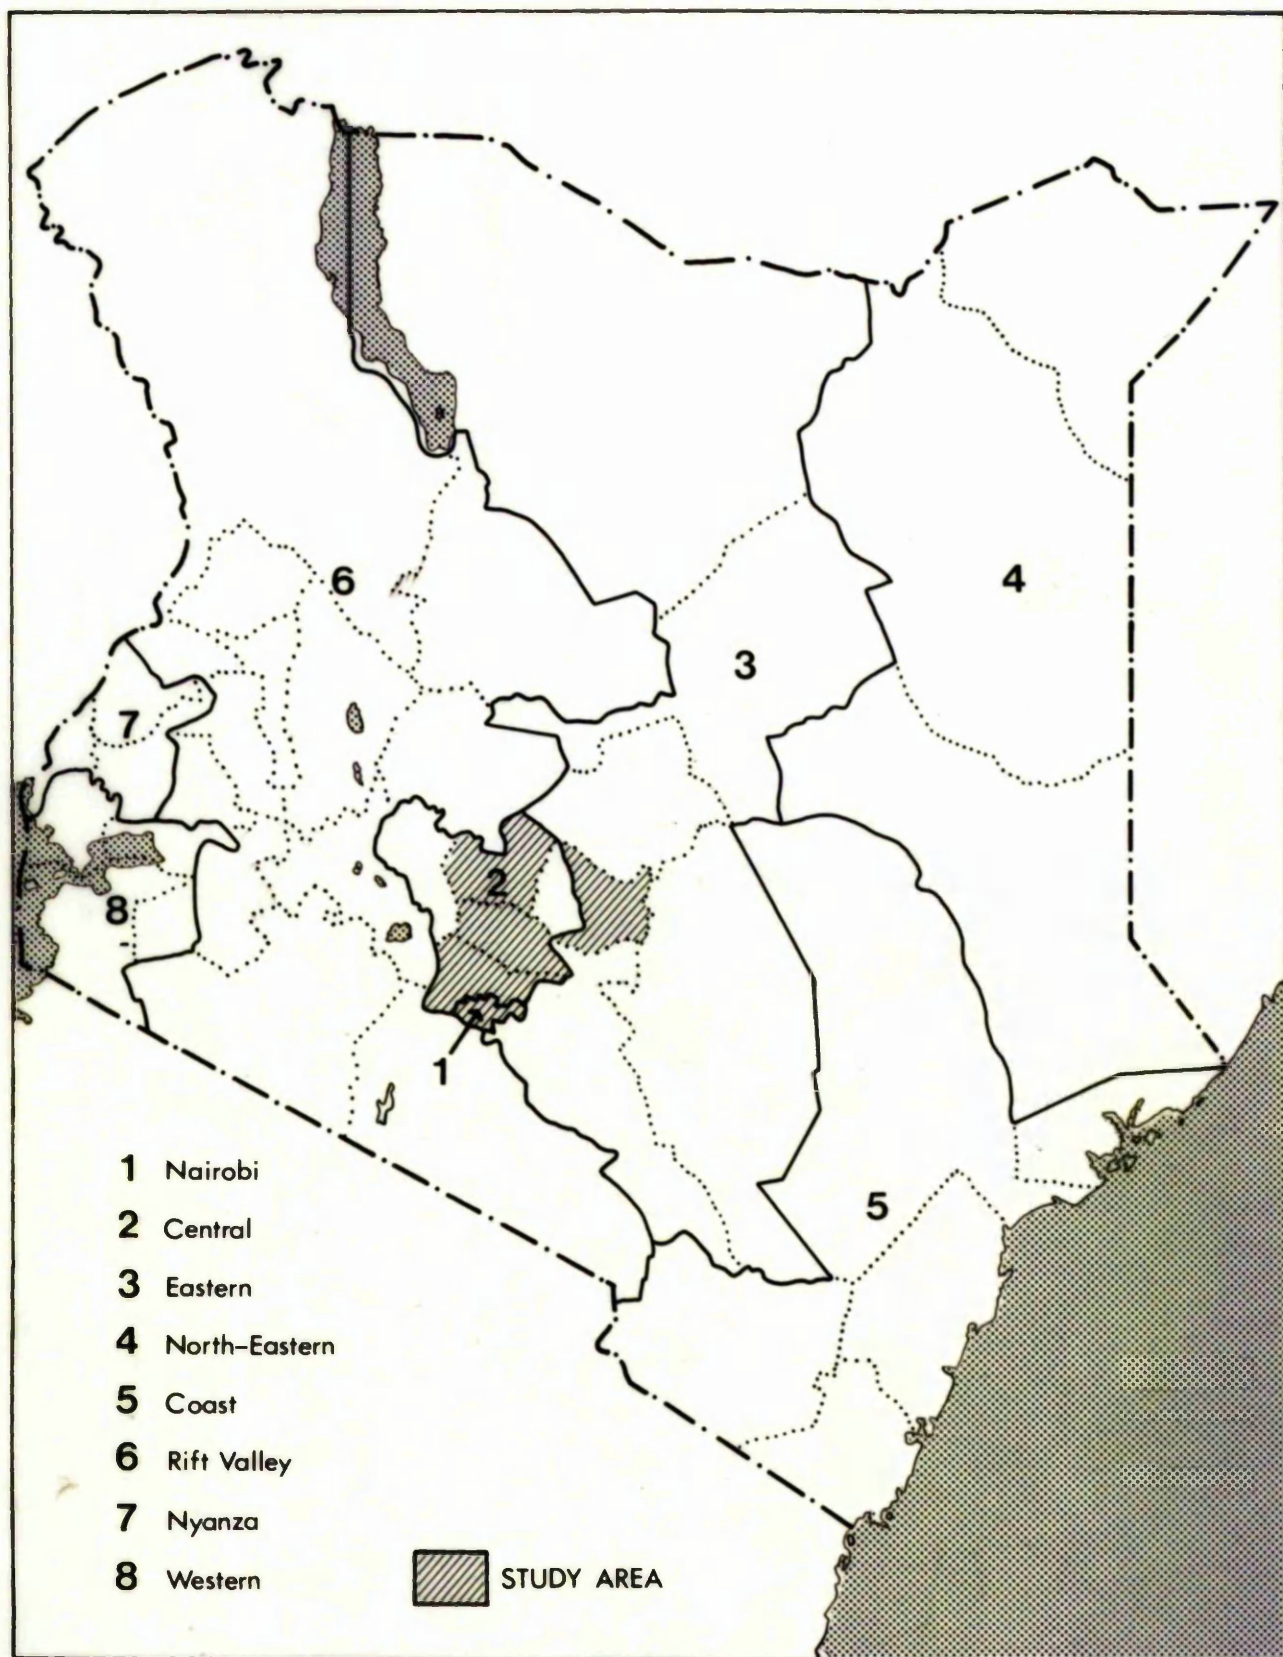 6
4
3
7
2
8
1
5
1 Nairobi
2 Central
3 Eastern
4 North-Eastern
5 Coast
6 Rift Valley
7 Nyanza
8 Western
STUDY AREA